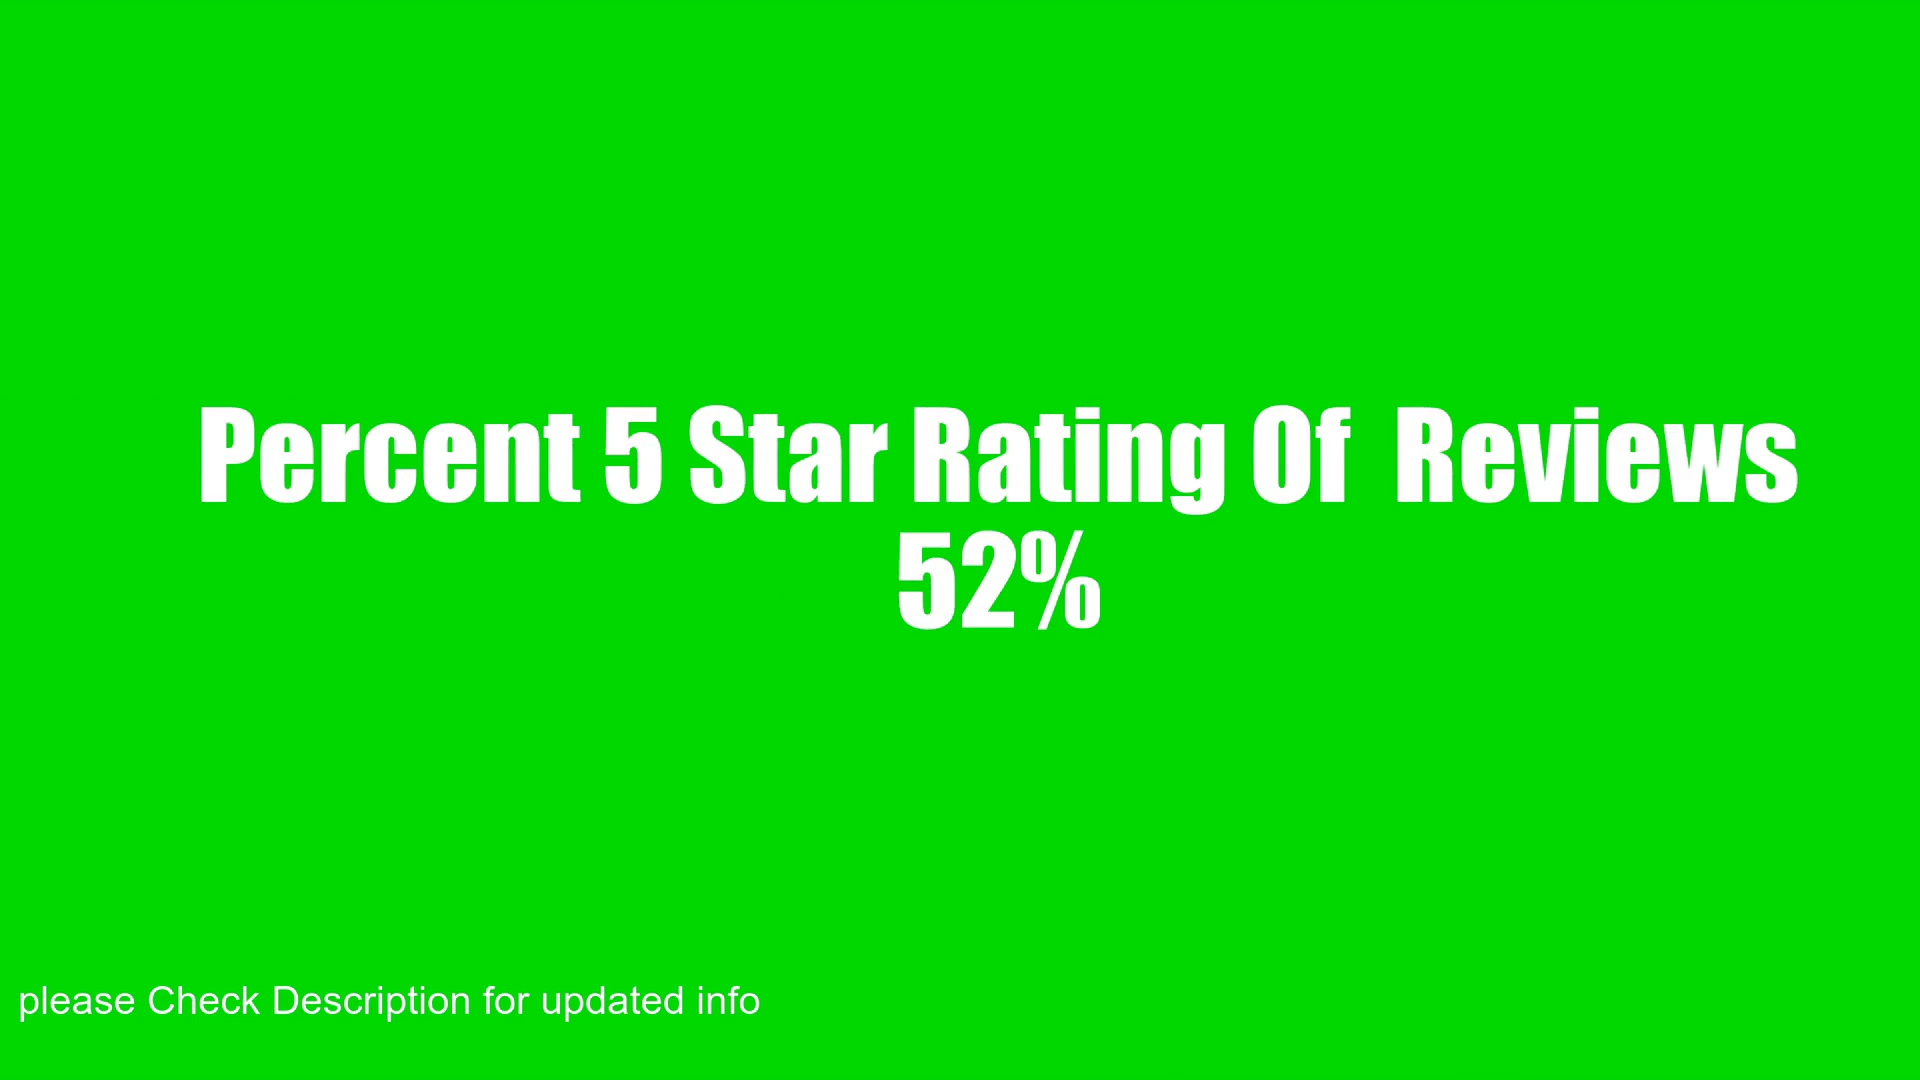 Percent 5 Star Rating Of  Reviews
52%
please Check Description for updated info